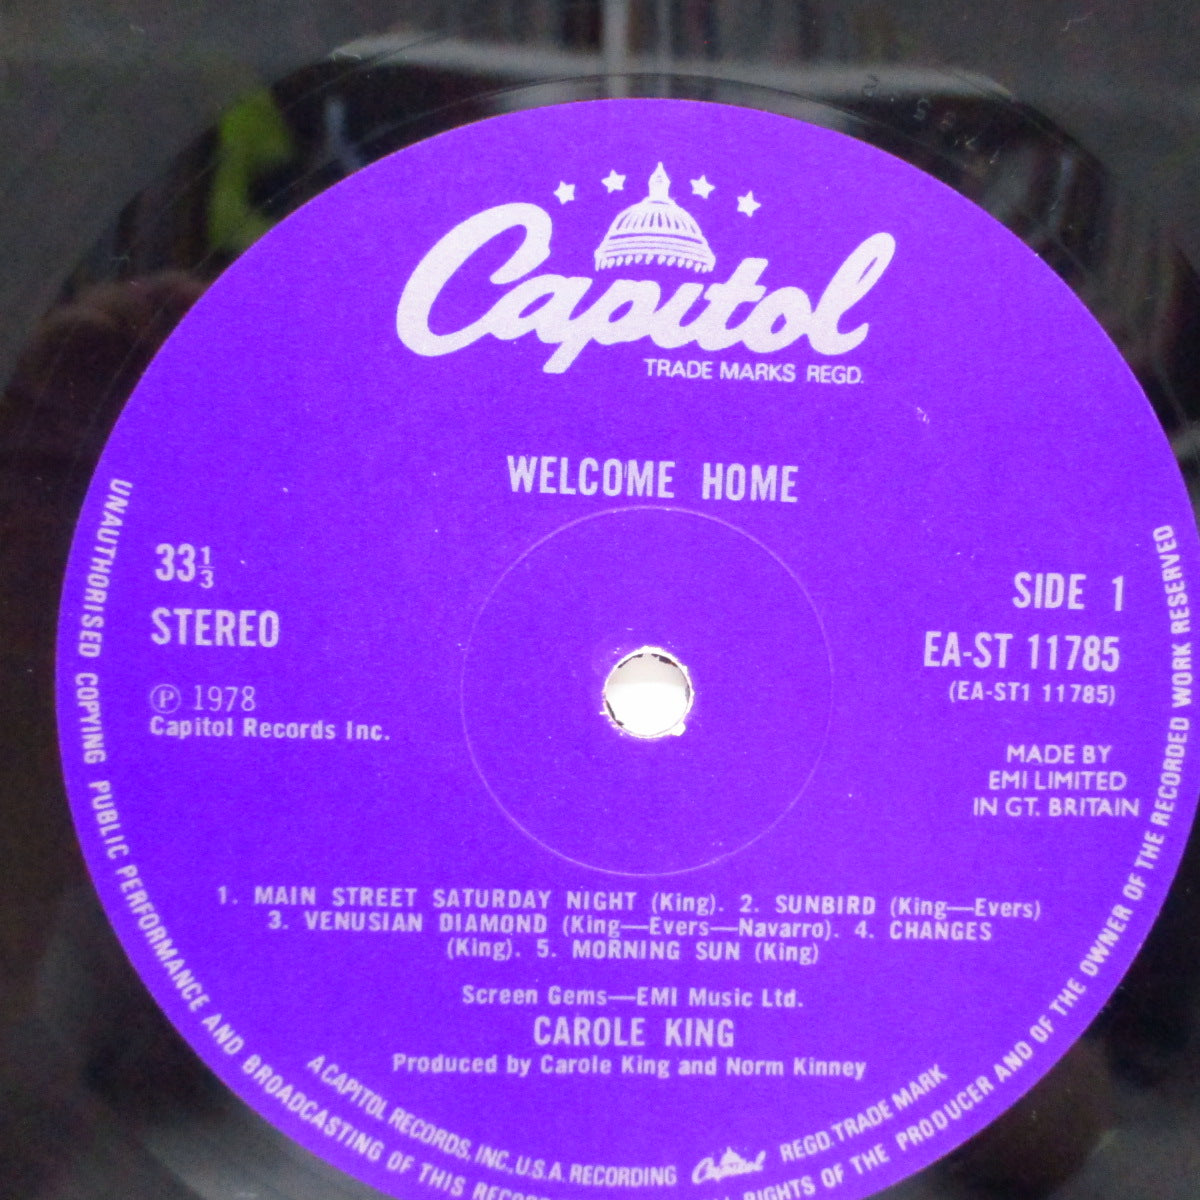 Capitol
TRADE MARKS REGD.
WELCOME HOME
33 1/3
STEREO
℗ 1978
Capitol Records Inc.
SIDE 1
EA-ST 11785
(EA-ST1 11785)
MADE BY
EMI LIMITED
IN GT. BRITAIN
1. MAIN STREET SATURDAY NIGHT (King). 2. SUNBIRD (King—Evers)
3. VENUSIAN DIAMOND (King—Evers—Navarro). 4. CHANGES
(King). 5. MORNING SUN (King)
Screen Gems—EMI Music Ltd.
CAROLE KING
Produced by Carole King and Norm Kinney
A CAPITOL RECORDS, INC., U.S.A. RECORDING Capitol REGD. TRADE MARK
UNAUTHORISED COPYING PUBLIC PERFORMANCE AND BROADCASTING OF THIS RECOR RIGHTS OF THE PRODUCER AND OF THE OWNER OF THE RECORDED WORK RESERVED